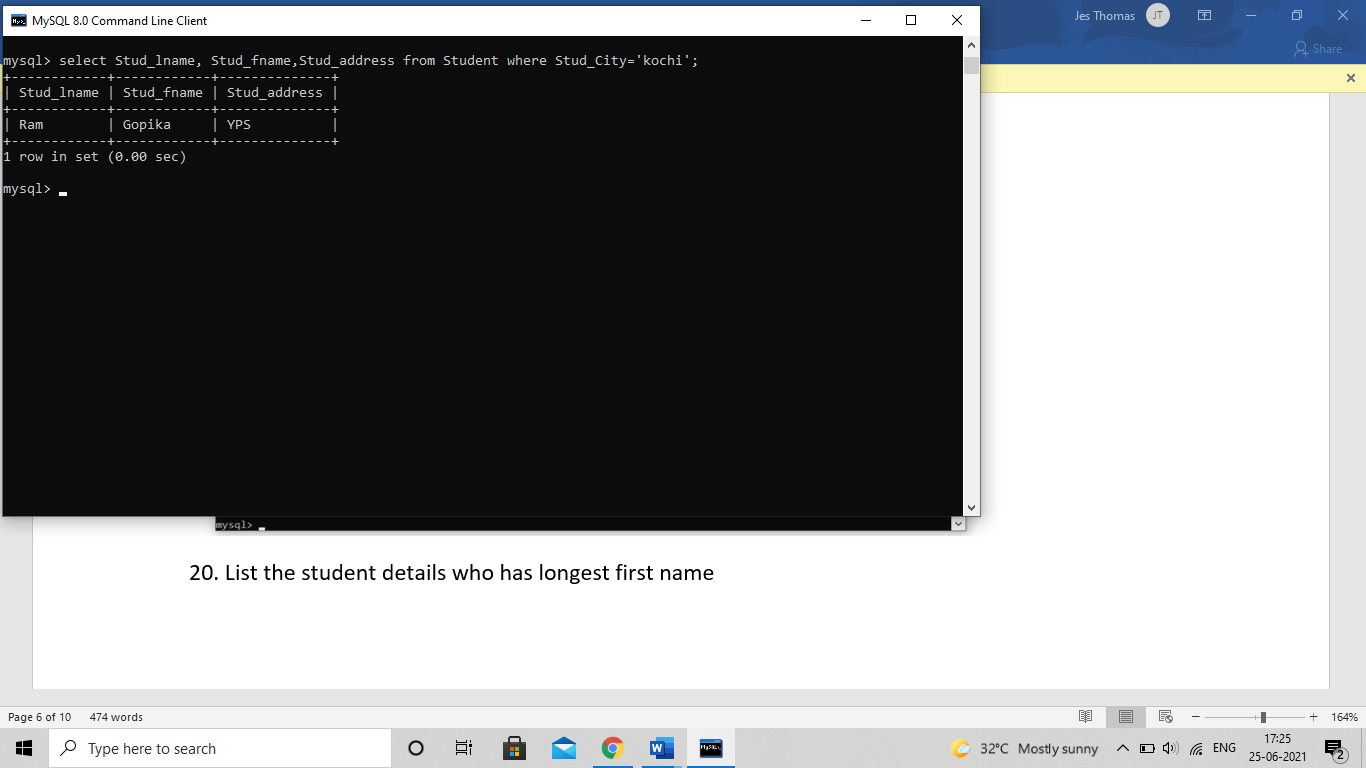 MySQL 8.0 Command Line Client
Jes Thomas JT
Share
mysql> select Stud_lname, Stud_fname,Stud_address from Student where Stud_City='kochi';
+------------+------------+--------------+
| Stud_lname | Stud_fname | Stud_address |
+------------+------------+--------------+
| Ram        | Gopika     | YPS          |
+------------+------------+--------------+
1 row in set (0.00 sec)
mysql>
mysql>
20. List the student details who has longest first name
Page 6 of 10 474 words
164%
Type here to search
32°C Mostly sunny
ENG
17:25
25-06-2021
2